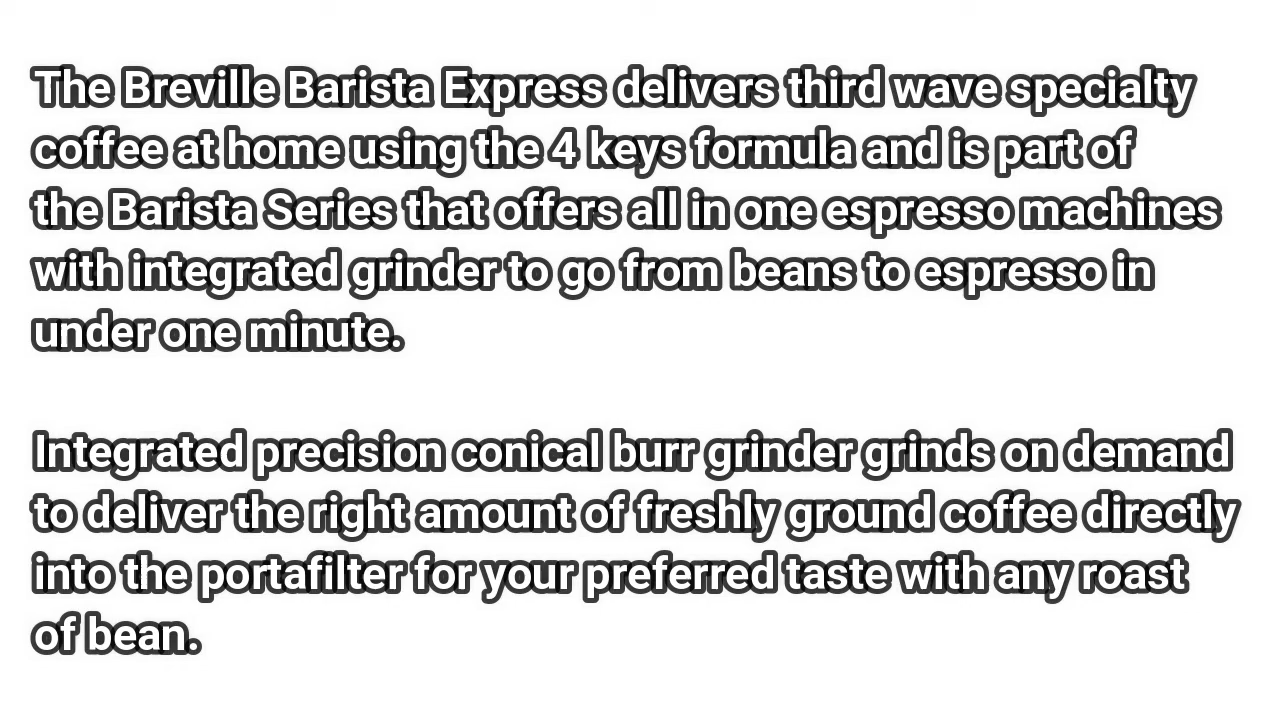 The Breville Barista Express delivers third wave specialty
coffee at home using the 4 keys formula and is part of
the Barista Series that offers all in one espresso machines
with integrated grinder to go from beans to espresso in
under one minute.
Integrated precision conical burr grinder grinds on demand
to deliver the right amount of freshly ground coffee directly
into the portafilter for your preferred taste with any roast
of bean.